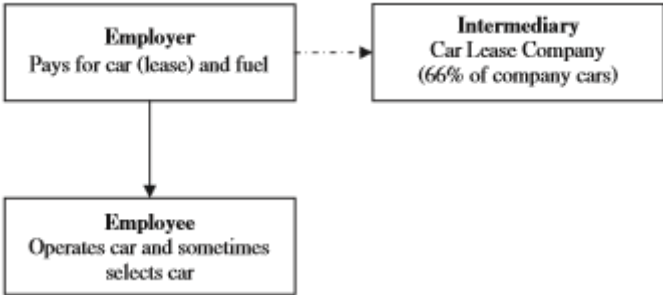 Employer
Pays for car (lease) and fuel
Intermediary
Car Lease Company
(66% of company cars)
Employee
Operates car and sometimes
selects car